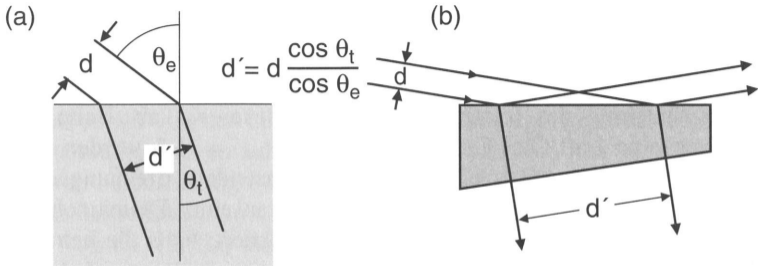 (a)
d
θe
d´
θt
d´= d cos θt / cos θe
(b)
d
d´